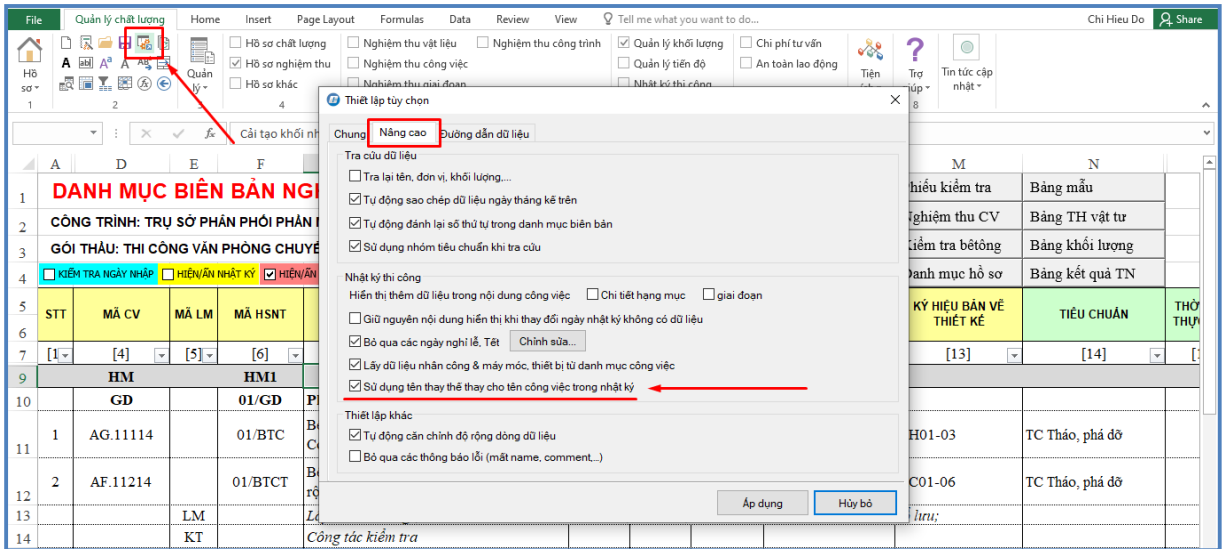 File Quản lý chất lượng Home Insert Page Layout Formulas Data Review View Tell me what you want to do... Chi Hieu Do Share
Hồ sơ chất lượng Nghiệm thu vật liệu Nghiệm thu công trình Quản lý khối lượng Chi phí tư vấn
Hồ sơ nghiệm thu Nghiệm thu công việc Quản lý tiến độ An toàn lao động
Hồ sơ khác Nghiệm thu giai đoạn Nhật ký thi công
Hồ sơ
Quản lý
Tiện
Trợ giúp
Tin tức cập nhật
1 2 3 4 8
fx Cải tạo khối nh
Thiết lập tùy chọn
Chung Nâng cao Đường dẫn dữ liệu
Tra cứu dữ liệu
Tra lại tên, đơn vị, khối lượng,...
Tự động sao chép dữ liệu ngày tháng kế trên
Tự động đánh lại số thứ tự trong danh mục biên bản
Sử dụng nhóm tiêu chuẩn khi tra cứu
Nhật ký thi công
Hiển thị thêm dữ liệu trong nội dung công việc Chi tiết hạng mục giai đoạn
Giữ nguyên nội dung hiển thị khi thay đổi ngày nhật ký không có dữ liệu
Bỏ qua các ngày nghỉ lễ, Tết Chỉnh sửa...
Lấy dữ liệu nhân công & máy móc, thiết bị từ danh mục công việc
Sử dụng tên thay thế thay cho tên công việc trong nhật ký
Thiết lập khác
Tự động căn chỉnh độ rộng dòng dữ liệu
Bỏ qua các thông báo lỗi (mất name, comment,..)
Áp dụng Hủy bỏ
A D E F M N
1 DANH MỤC BIÊN BẢN NG hiếu kiểm tra Bảng mẫu
2 CÔNG TRÌNH: TRỤ SỞ PHÂN PHỐI PHẦN Nghiệm thu CV Bảng TH vật tư
3 GÓI THẦU: THI CÔNG VĂN PHÒNG CHUYÊ Kiểm tra bêtông Bảng khối lượng
4 KIỂM TRA NGÀY NHẬP HIỆN/ẨN NHẬT KÝ HIỆN/ẨN Danh mục hồ sơ Bảng kết quả TN
5 STT MÃ CV MÃ LM MÃ HSNT KÝ HIỆU BẢN VẼ THIẾT KẾ TIÊU CHUẨN THỜ
6 THỰ
7 [1 [4] [5] [6] [13] [14]
9 HM HM1
10 GD 01/GD
11 1 AG.11114 01/BTC H01-03 TC Tháo, phá dỡ
12 2 AF.11214 01/BTCT C01-06 TC Tháo, phá dỡ
13 LM lưu;
14 KT Công tác kiểm tra